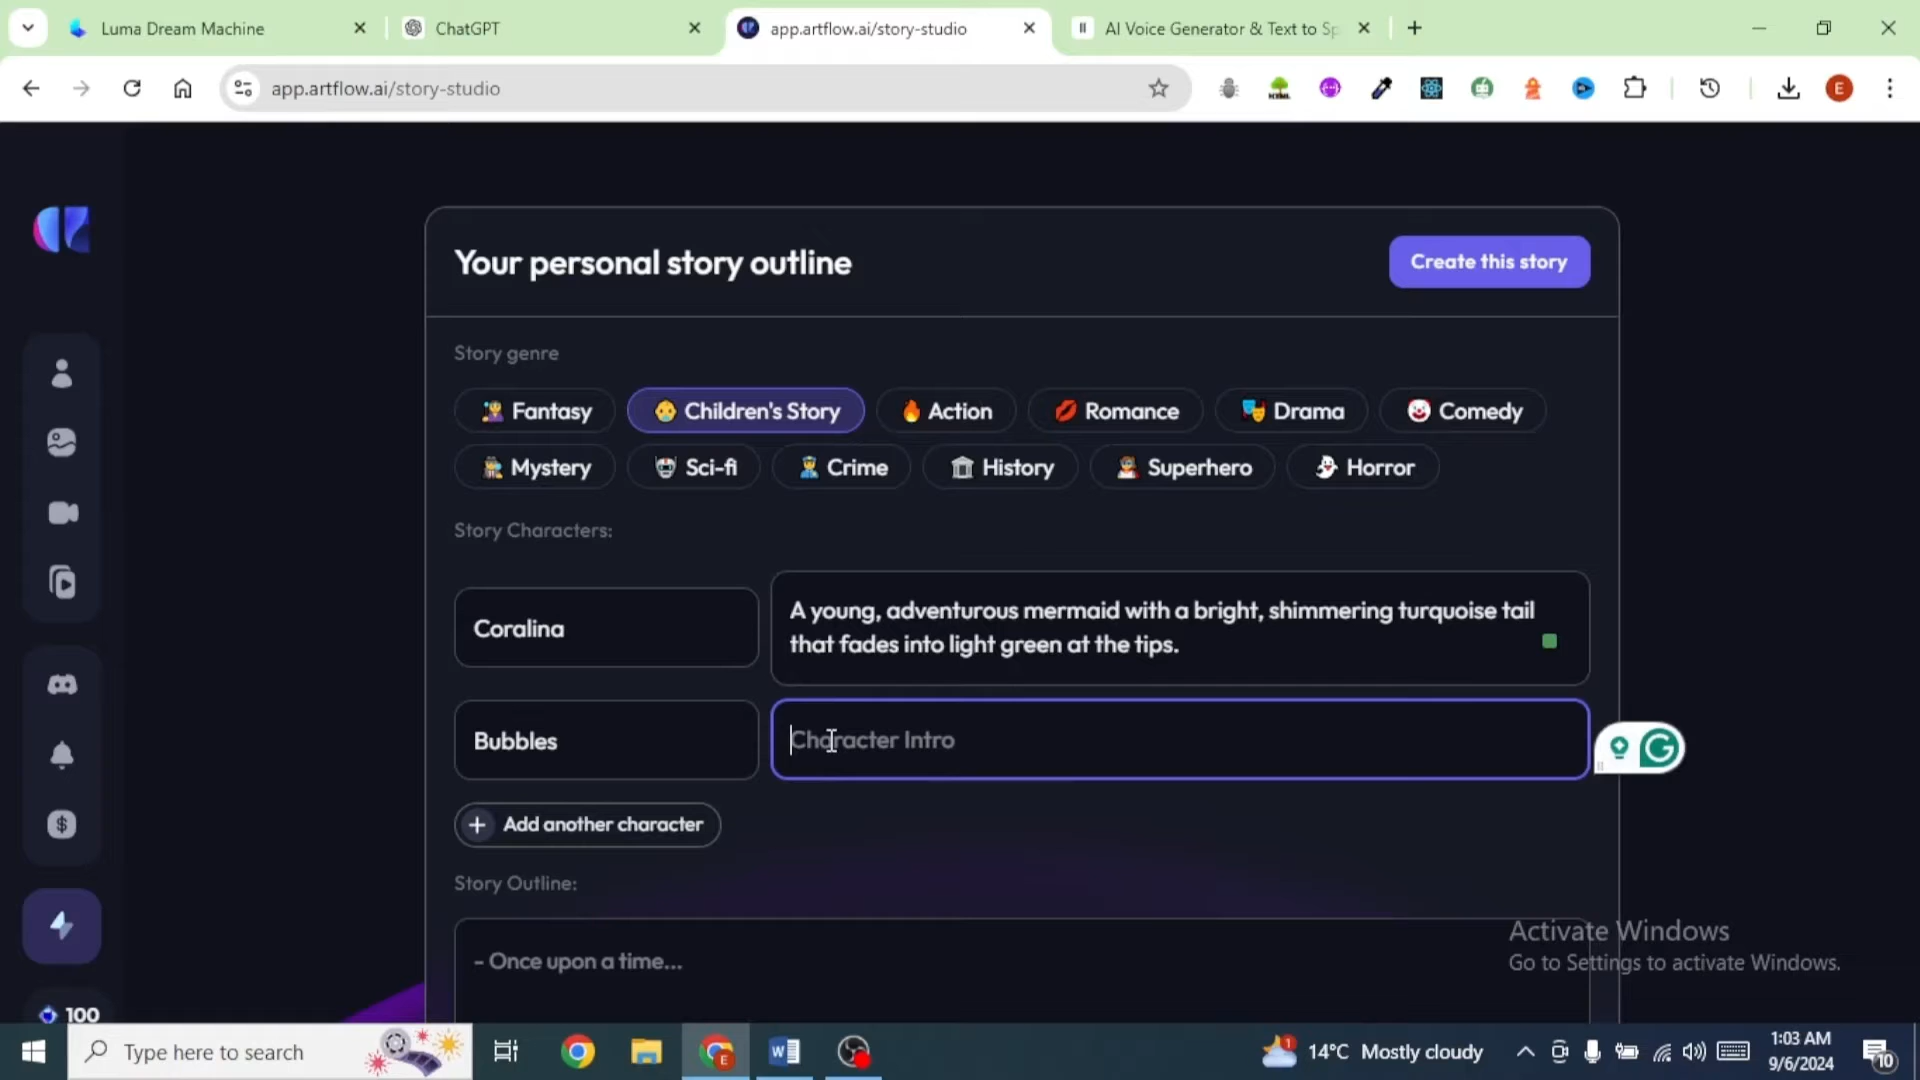 Luma Dream Machine
ChatGPT
app.artflow.ai/story-studio
AI Voice Generator & Text to Sp
app.artflow.ai/story-studio
HTML
E
Your personal story outline
Create this story
Story genre
Fantasy
Children's Story
Action
Romance
Drama
Comedy
Mystery
Sci-fi
Crime
History
Superhero
Horror
Story Characters:
Coralina
A young, adventurous mermaid with a bright, shimmering turquoise tail
that fades into light green at the tips.
Bubbles
Character Intro
Add another character
Story Outline:
- Once upon a time...
100
Activate Windows
Go to Settings to activate Windows.
Type here to search
14°C Mostly cloudy
1:03 AM
9/6/2024
10